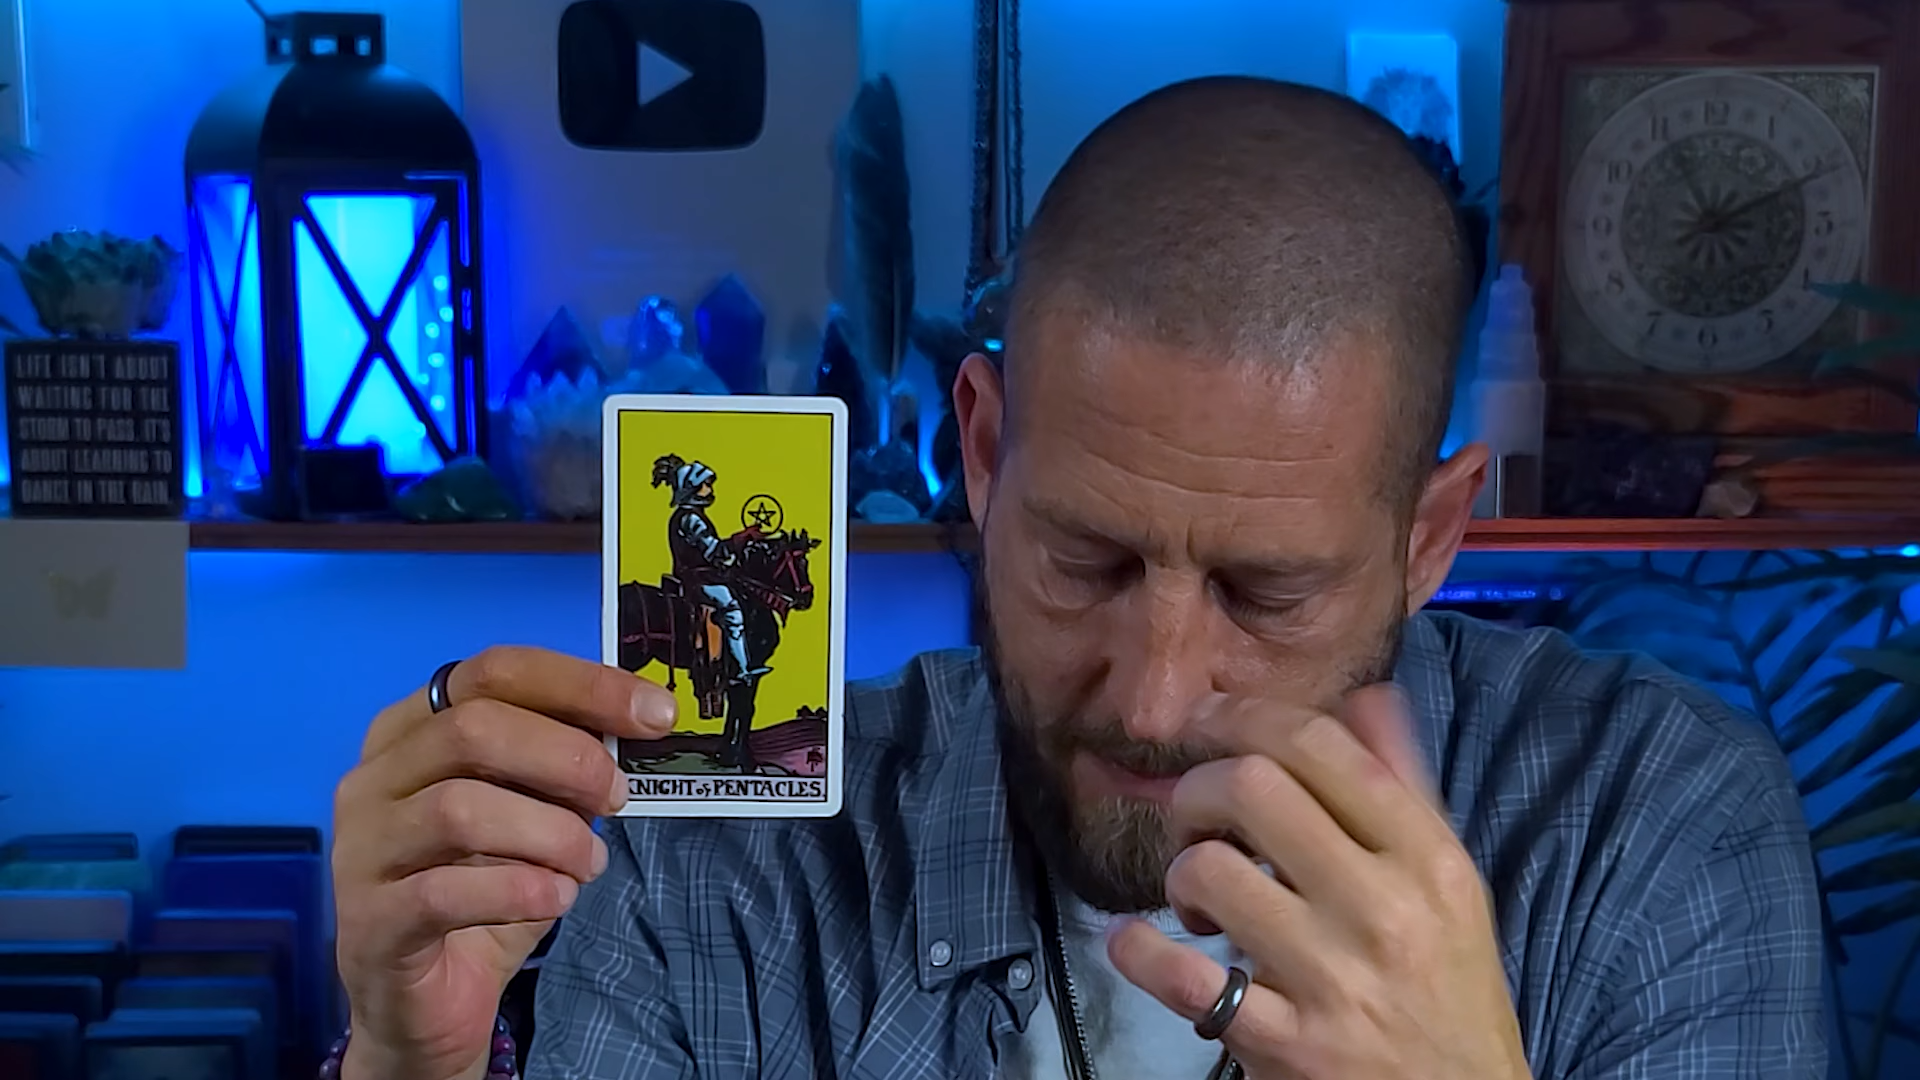 LIFE ISN'T ABOUT
WAITING FOR THE
STORM TO PASS. IT'S
ABOUT LEARNING TO
DANCE IN THE RAIN.
KNIGHT of PENTACLES.
11 12 1
10 2
9 3
8 4
7 6 5